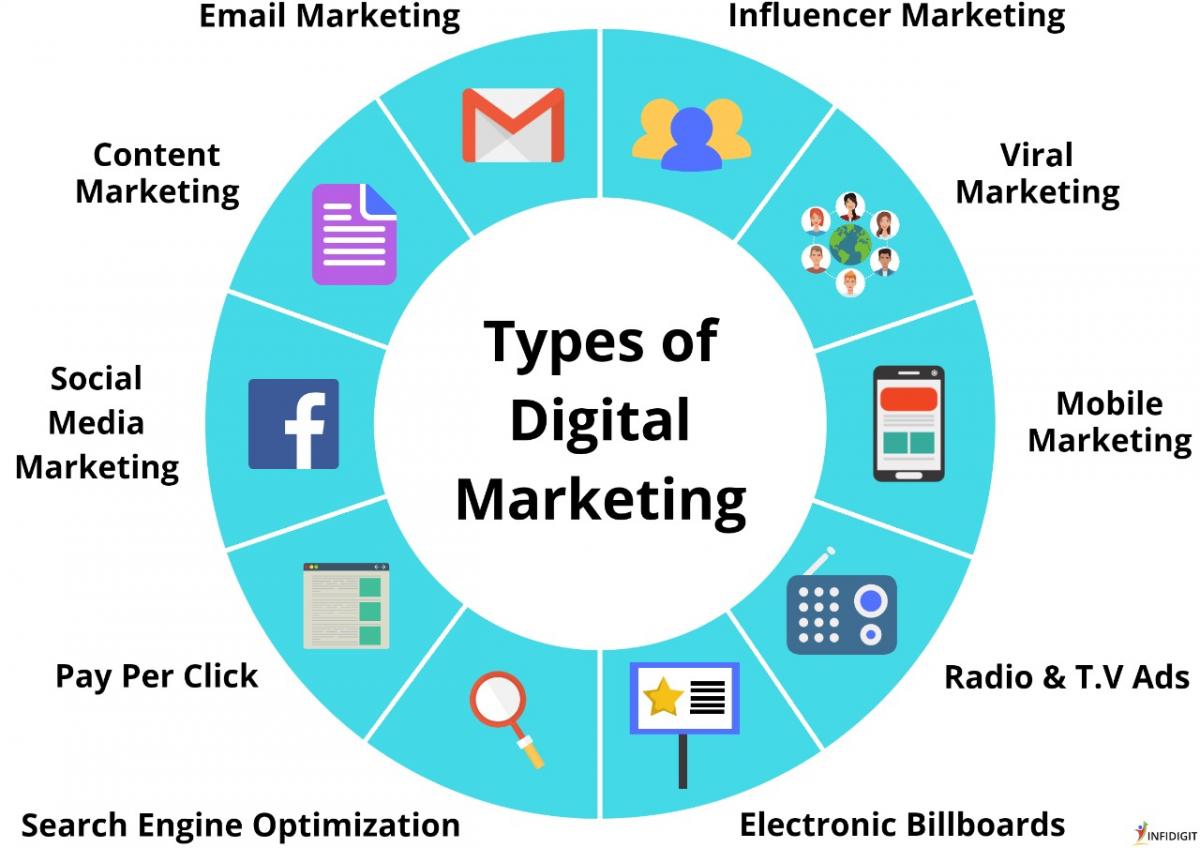 Email Marketing
Influencer Marketing
Content
Marketing
Viral
Marketing
Social
Media
Marketing
Types of
Digital
Marketing
Mobile
Marketing
Pay Per Click
Radio & T.V Ads
Search Engine Optimization
Electronic Billboards
INFIDIGIT